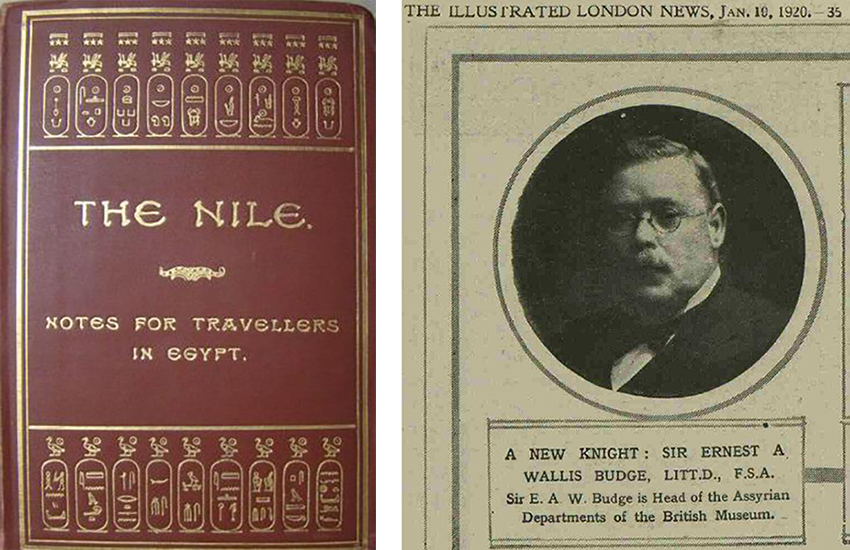 THE NILE.
NOTES FOR TRAVELLERS
IN EGYPT.
THE ILLUSTRATED LONDON NEWS, JAN. 10, 1920.—35
A NEW KNIGHT: SIR ERNEST A.
WALLIS BUDGE, LITT.D., F.S.A.
Sir E. A. W. Budge is Head of the Assyrian
Departments of the British Museum.